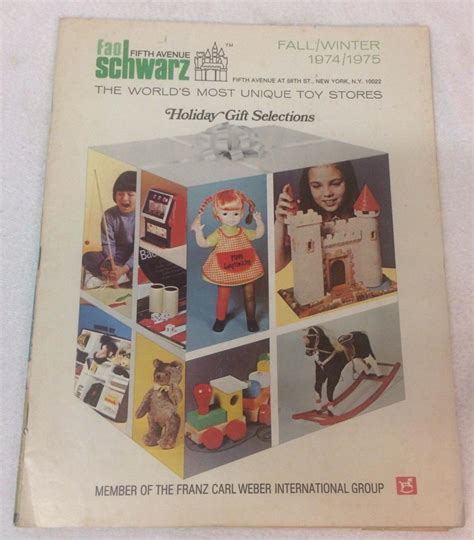 Fao
FIFTH AVENUE
schwarz
TM
FALL/WINTER
1974/1975
FIFTH AVENUE AT 58TH ST., NEW YORK, N.Y. 10022
THE WORLD'S MOST UNIQUE TOY STORES
Holiday Gift Selections
MEMBER OF THE FRANZ CARL WEBER INTERNATIONAL GROUP